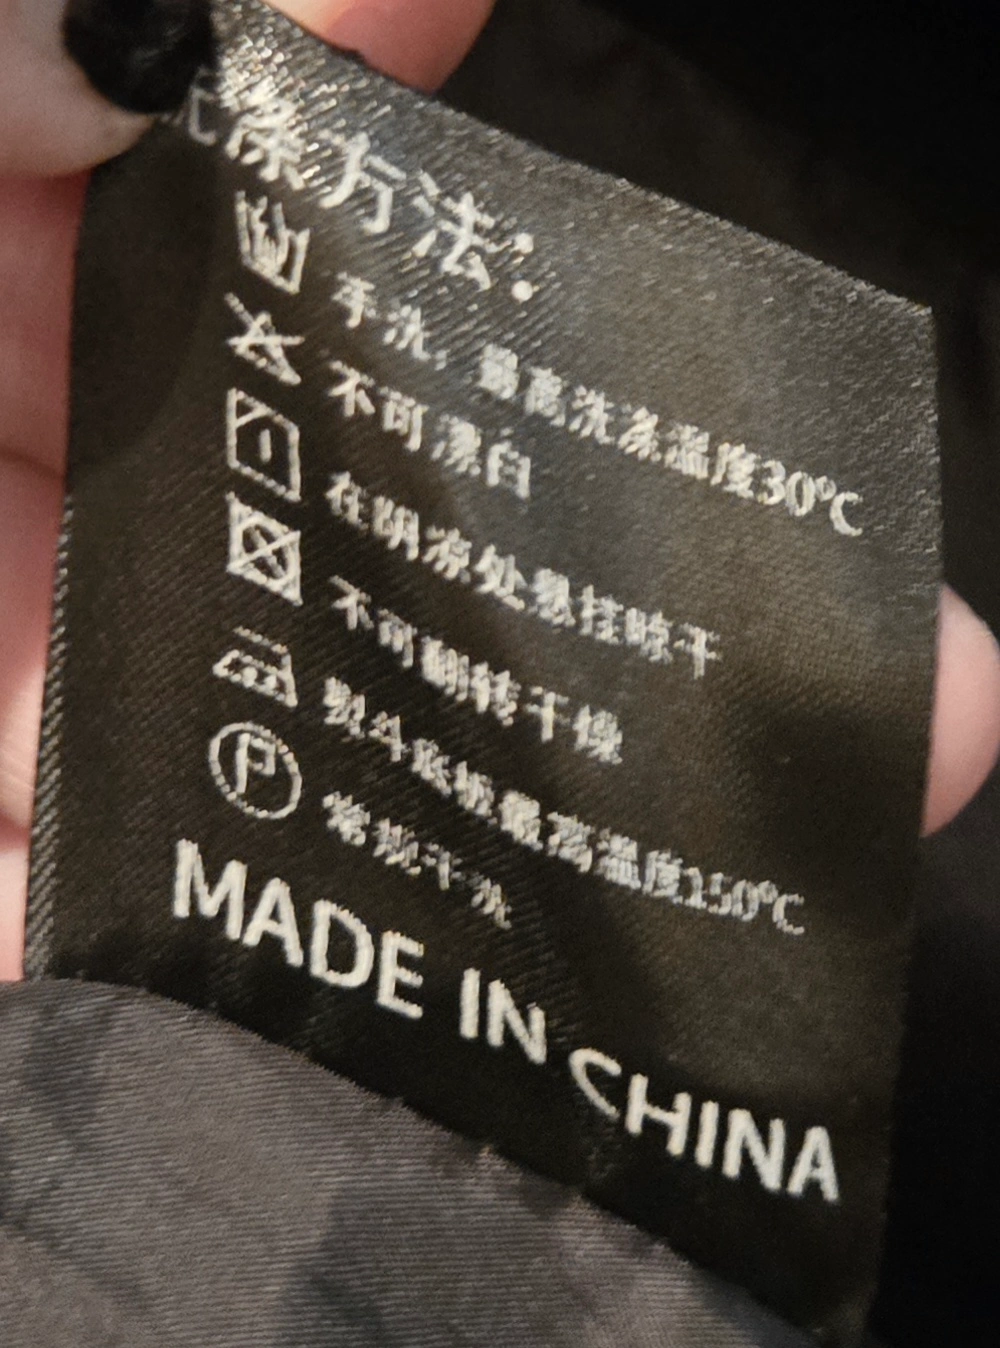 洗涤方法:
手洗，最高洗涤温度30℃
不可漂白
在阴凉处悬挂晾干
不可翻转干燥
熨斗底板最高温度150℃
常规干洗
P
MADE IN CHINA